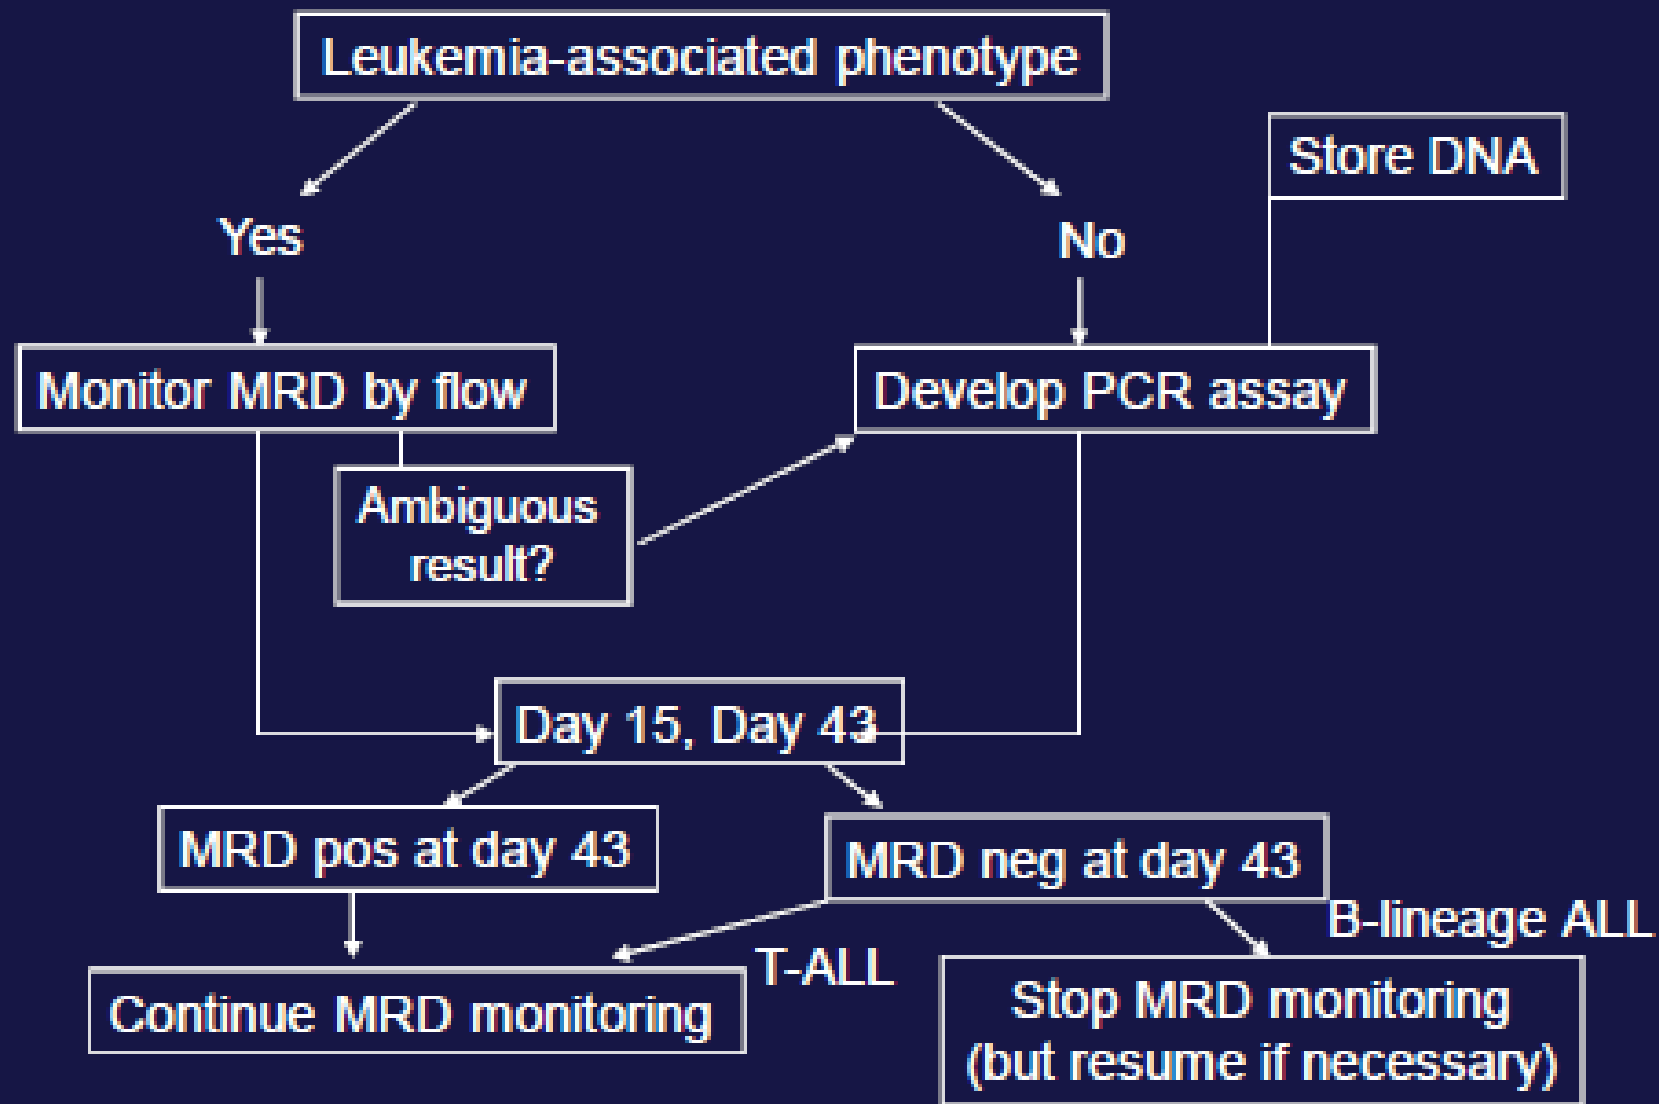 Leukemia-associated phenotype
Store DNA
Yes
No
Monitor MRD by flow
Develop PCR assay
Ambiguous
result?
Day 15, Day 43
MRD pos at day 43
MRD neg at day 43
B-lineage ALL
T-ALL
Continue MRD monitoring
Stop MRD monitoring
(but resume if necessary)